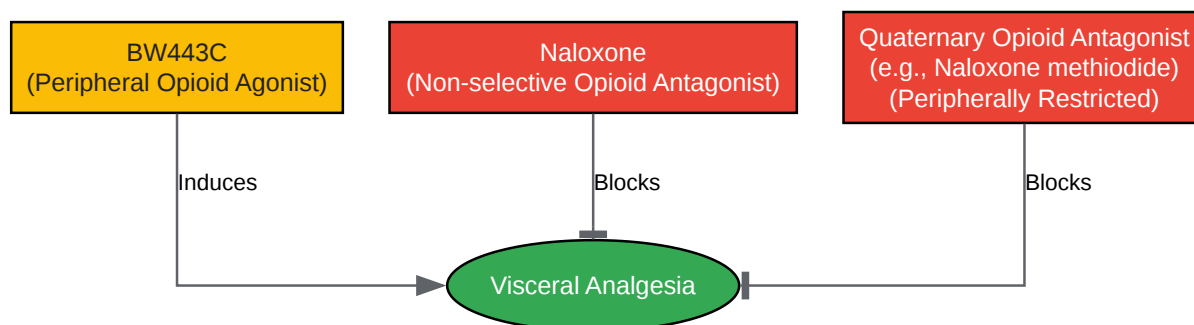 BW443C
(Peripheral Opioid Agonist)
Naloxone
(Non-selective Opioid Antagonist)
Quaternary Opioid Antagonist
(e.g., Naloxone methiodide)
(Peripherally Restricted)
Induces
Blocks
Blocks
Visceral Analgesia